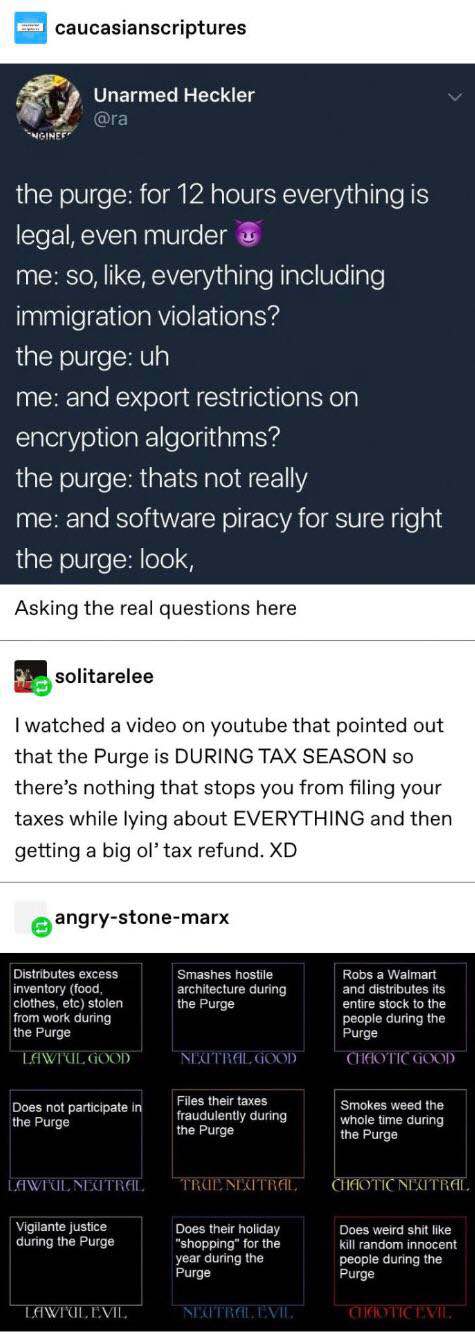 caucasianscriptures
Unarmed Heckler
@ra
the purge: for 12 hours everything is
legal, even murder 😈
me: so, like, everything including
immigration violations?
the purge: uh
me: and export restrictions on
encryption algorithms?
the purge: thats not really
me: and software piracy for sure right
the purge: look,
Asking the real questions here
solitarelee
I watched a video on youtube that pointed out
that the Purge is DURING TAX SEASON so
there’s nothing that stops you from filing your
taxes while lying about EVERYTHING and then
getting a big ol’ tax refund. XD
angry-stone-marx
Distributes excess
inventory (food,
clothes, etc) stolen
from work during
the Purge
LAWFUL GOOD
Smashes hostile
architecture during
the Purge
NEUTRAL GOOD
Robs a Walmart
and distributes its
entire stock to the
people during the
Purge
CHAOTIC GOOD
Does not participate in
the Purge
LAWFUL NEUTRAL
Files their taxes
fraudulently during
the Purge
TRUE NEUTRAL
Smokes weed the
whole time during
the Purge
CHAOTIC NEUTRAL
Vigilante justice
during the Purge
LAWFUL EVIL
Does their holiday
"shopping" for the
year during the
Purge
NEUTRAL EVIL
Does weird shit like
kill random innocent
people during the
Purge
CHAOTIC EVIL